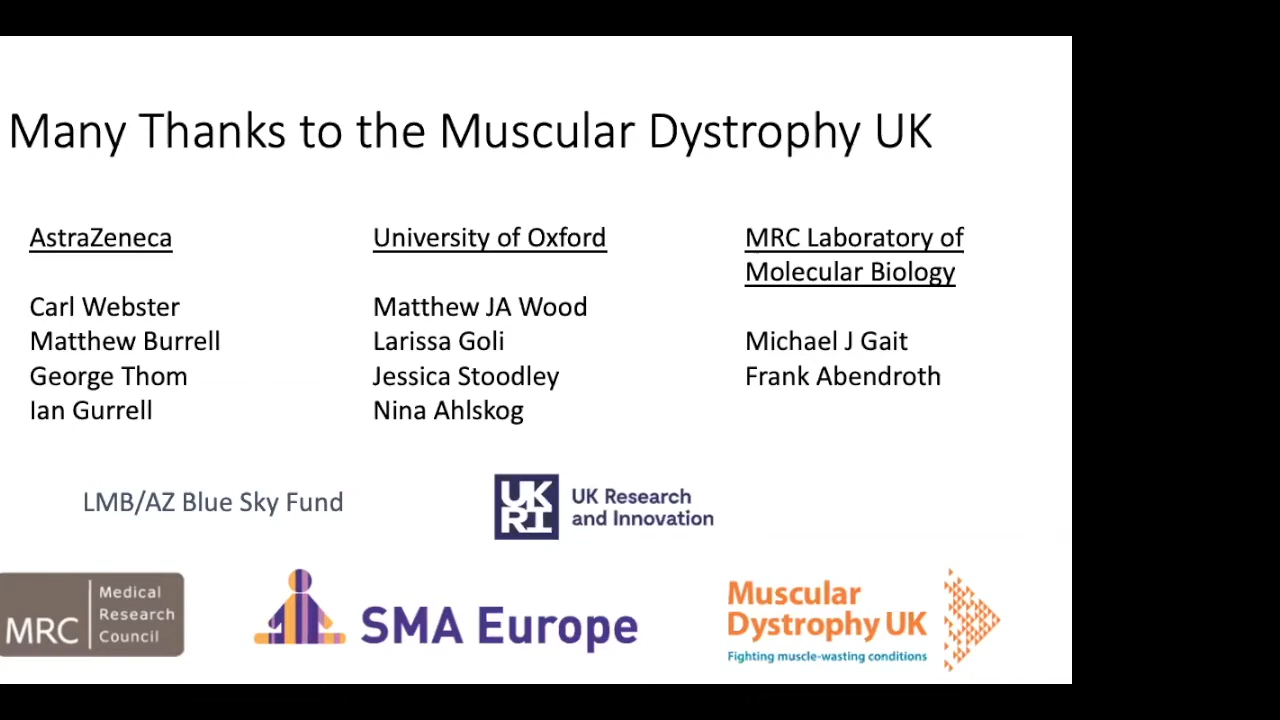 Many Thanks to the Muscular Dystrophy UK
AstraZeneca
Carl Webster
Matthew Burrell
George Thom
Ian Gurrell
University of Oxford
Matthew JA Wood
Larissa Goli
Jessica Stoodley
Nina Ahlskog
MRC Laboratory of
Molecular Biology
Michael J Gait
Frank Abendroth
LMB/AZ Blue Sky Fund
UK
RI
UK Research
and Innovation
MRC
Medical
Research
Council
SMA Europe
Muscular
Dystrophy UK
Fighting muscle-wasting conditions